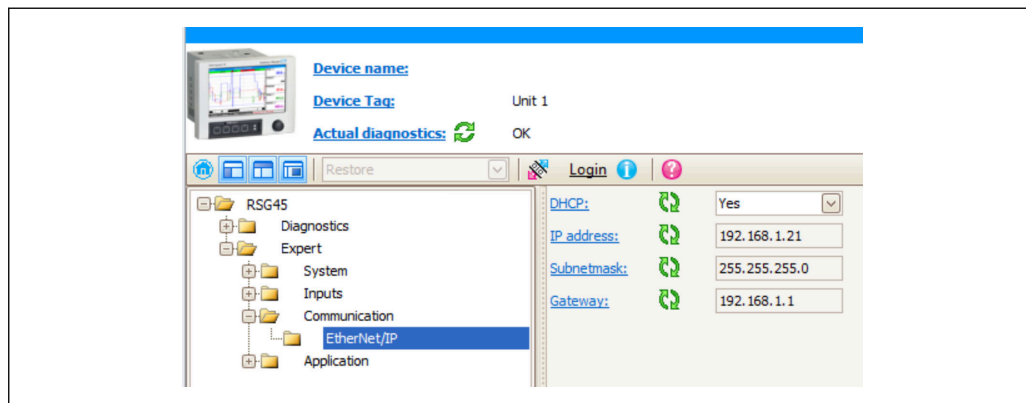 Device name:
Device Tag: Unit 1
Actual diagnostics: OK
Restore Login
RSG45
Diagnostics
Expert
System
Inputs
Communication
EtherNet/IP
Application
DHCP: Yes
IP address: 192.168.1.21
Subnetmask: 255.255.255.0
Gateway: 192.168.1.1